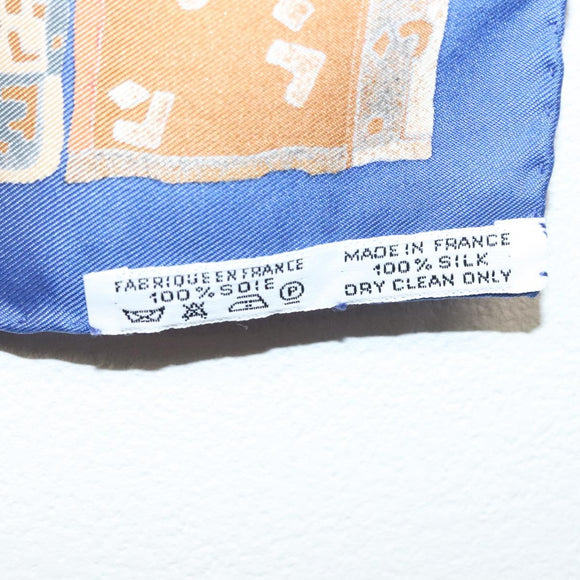 FABRIQUE EN FRANCE
100% SOIE
P
MADE IN FRANCE
100% SILK
DRY CLEAN ONLY